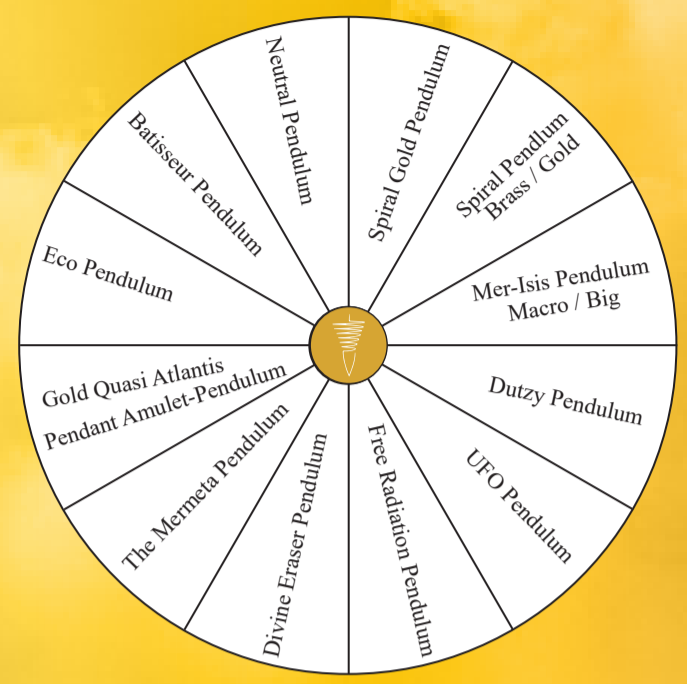 Spiral Gold Pendulum
Spiral Pendlum
Brass / Gold
Mer-Isis Pendulum
Macro / Big
Dutzy Pendulum
UFO Pendulum
Free Radiation Pendulum
Divine Eraser Pendulum
The Mermeta Pendulum
Gold Quasi Atlantis
Pendant Amulet-Pendulum
Eco Pendulum
Batisseur Pendulum
Neutral Pendulum